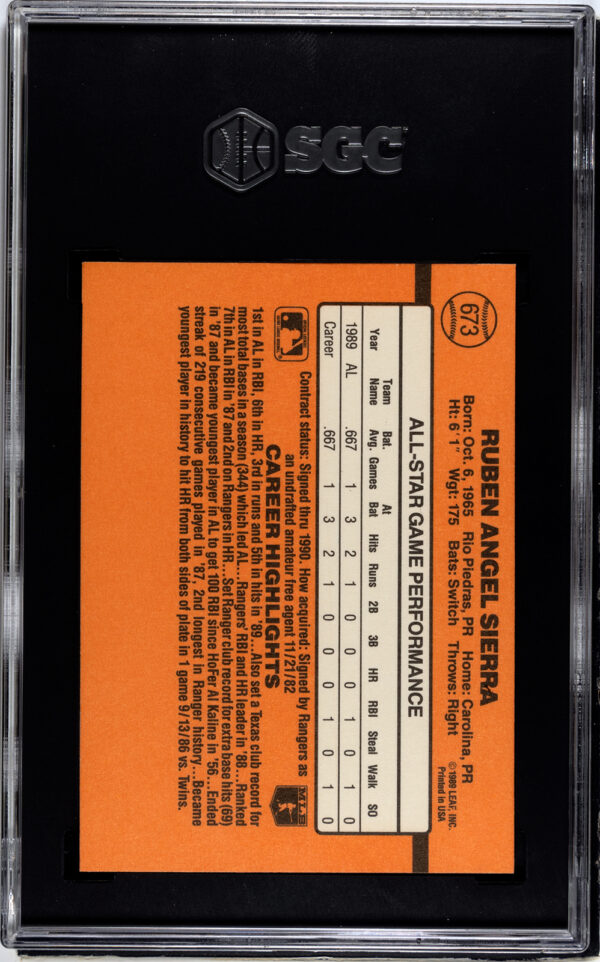 SGC
673
RUBEN ANGEL SIERRA
Born: Oct. 6, 1965 Rio Piedras, PR Home: Carolina, PR
Ht: 6'1" Wgt: 175 Bats: Switch Throws: Right
© 1989 LEAF, INC.
Printed in USA
ALL-STAR GAME PERFORMANCE
Year Team Name Bat. Avg. Games At Bat Hits Runs 2B 3B HR RBI Steal Walk SO
1989 AL .667 1 3 2 1 0 0 0 1 0 1 0
Career .667 1 3 2 1 0 0 0 1 0 1 0
Contract status: Signed thru 1990. How acquired: Signed by Rangers as
an undrafted amateur free agent 11/21/82
MLB
CAREER HIGHLIGHTS
1st in AL in RBI, 6th in HR, 3rd in runs and 5th in hits in '89...Also set a Texas club record for
most total bases in a season (344) which led AL...Rangers' RBI and HR leader in '88...Ranked
7th in AL in RBI in '87 and 2nd on Rangers in HR...Set Ranger club record for extra base hits (69)
in '87 and became youngest player in AL to get 100 RBI since HoFer Al Kaline in '56...Ended
streak of 219 consecutive games played in '87, 2nd longest in Ranger history...Became
youngest player in history to hit HR from both sides of plate in 1 game 9/13/86 vs. Twins.